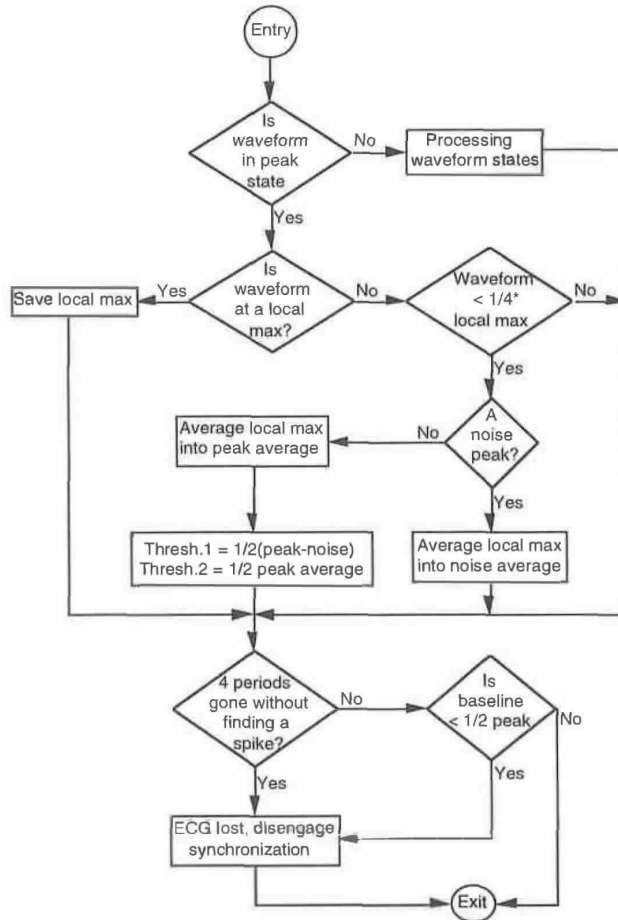 Entry
Is
waveform
in peak
state
No
Processing
waveform states
Yes
Is
waveform
at a local
max?
Yes
Save local max
No
Waveform
< 1/4*
local max
No
Yes
A
noise
peak?
No
Average local max
into peak average
Yes
Thresh.1 = 1/2(peak-noise)
Thresh.2 = 1/2 peak average
Average local max
into noise average
4 periods
gone without
finding a
spike?
No
Is
baseline
< 1/2 peak
No
Yes
Yes
ECG lost, disengage
synchronization
Exit